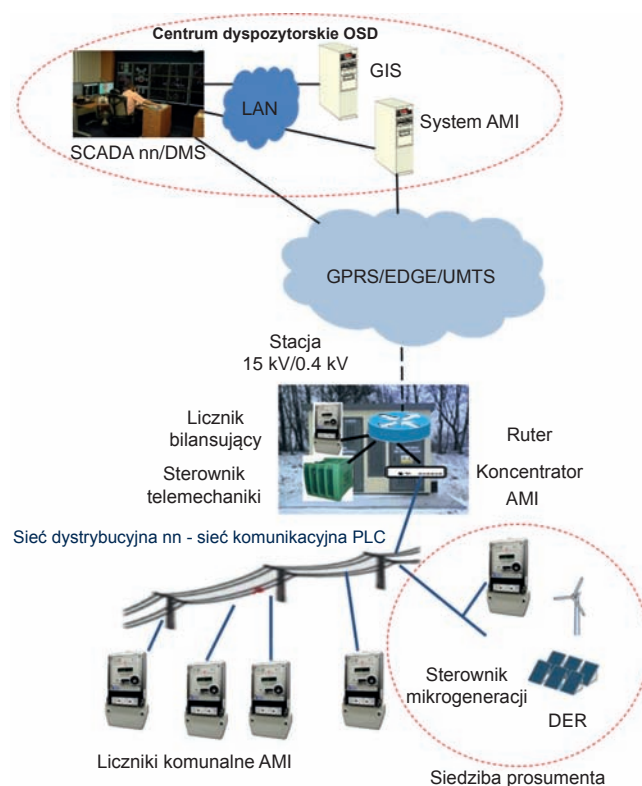 Centrum dyspozytorskie OSD
GIS
LAN
System AMI
SCADA nn/DMS
GPRS/EDGE/UMTS
Stacja
15 kV/0.4 kV
Licznik
bilansujący
Ruter
Sterownik
telemechaniki
Koncentrator
AMI
Sieć dystrybucyjna nn - sieć komunikacyjna PLC
Sterownik
mikrogeneracji
DER
Liczniki komunalne AMI
Siedziba prosumenta